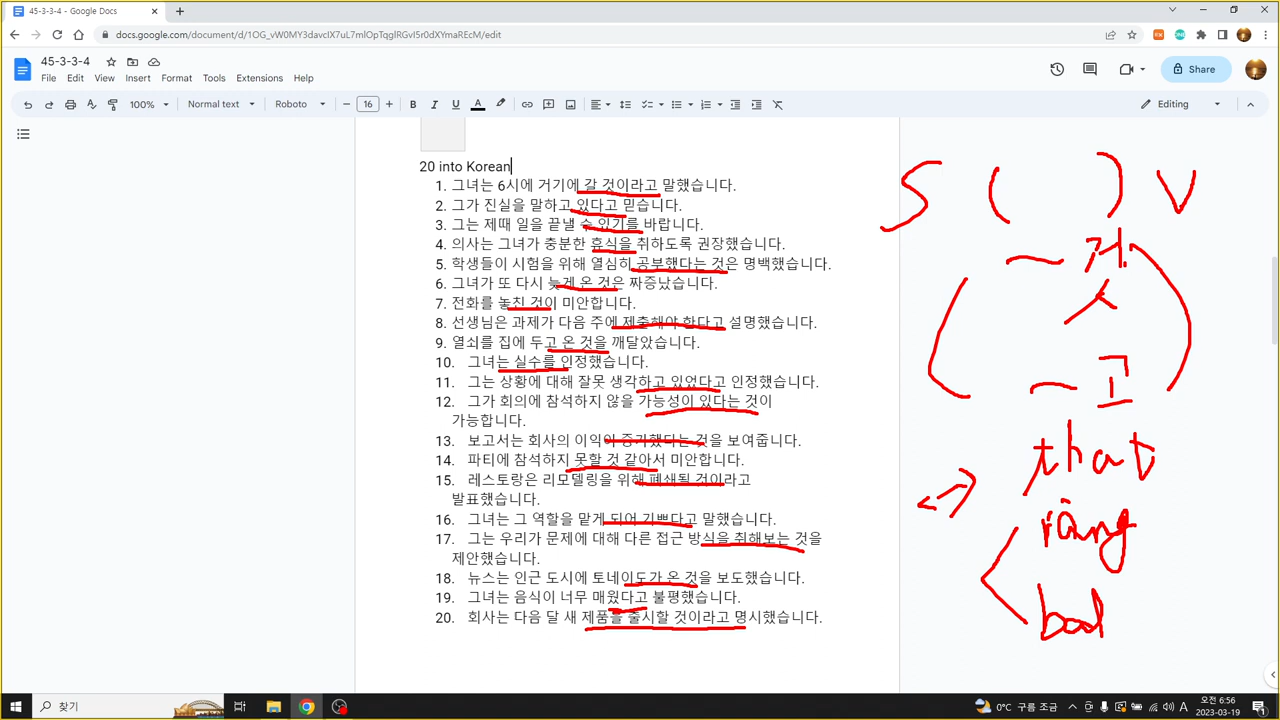 45-3-3-4 - Google Docs
docs.google.com/document/d/1OG_vW0MY3davclX7uL7mlOpTqglRGvI5r0dXYmaREcM/edit
45-3-3-4
File Edit View Insert Format Tools Extensions Help
Share
100% Normal text Roboto 16 B I U A Editing
20 into Korean
1. 그녀는 6시에 거기에 갈 것이라고 말했습니다.
2. 그가 진실을 말하고 있다고 믿습니다.
3. 그는 제때 일을 끝낼 수 있기를 바랍니다.
4. 의사는 그녀가 충분한 휴식을 취하도록 권장했습니다.
5. 학생들이 시험을 위해 열심히 공부했다는 것은 명백했습니다.
6. 그녀가 또 다시 늦게 온 것은 짜증났습니다.
7. 전화를 놓친 것이 미안합니다.
8. 선생님은 과제가 다음 주에 제출해야 한다고 설명했습니다.
9. 열쇠를 집에 두고 온 것을 깨달았습니다.
10. 그녀는 실수를 인정했습니다.
11. 그는 상황에 대해 잘못 생각하고 있었다고 인정했습니다.
12. 그가 회의에 참석하지 않을 가능성이 있다는 것이
가능합니다.
13. 보고서는 회사의 이익이 증가했다는 것을 보여줍니다.
14. 파티에 참석하지 못할 것 같아서 미안합니다.
15. 레스토랑은 리모델링을 위해 폐쇄될 것이라고
발표했습니다.
16. 그녀는 그 역할을 맡게 되어 기쁘다고 말했습니다.
17. 그는 우리가 문제에 대해 다른 접근 방식을 취해보는 것을
제안했습니다.
18. 뉴스는 인근 도시에 토네이도가 온 것을 보도했습니다.
19. 그녀는 음식이 너무 매웠다고 불평했습니다.
20. 회사는 다음 달 새 제품을 출시할 것이라고 명시했습니다.
S ( ) V
~ 것
~ 고
that
찾기
0°C 구름 조금
A
오전 6:56
2023-03-19